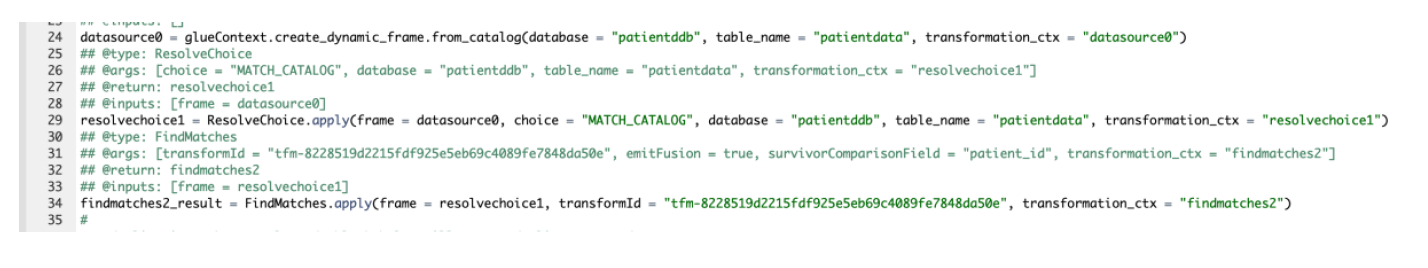 23 ## @inputs: []
24 datasource0 = glueContext.create_dynamic_frame.from_catalog(database = "patientddb", table_name = "patientdata", transformation_ctx = "datasource0")
25 ## @type: ResolveChoice
26 ## @args: [choice = "MATCH_CATALOG", database = "patientddb", table_name = "patientdata", transformation_ctx = "resolvechoice1"]
27 ## @return: resolvechoice1
28 ## @inputs: [frame = datasource0]
29 resolvechoice1 = ResolveChoice.apply(frame = datasource0, choice = "MATCH_CATALOG", database = "patientddb", table_name = "patientdata", transformation_ctx = "resolvechoice1")
30 ## @type: FindMatches
31 ## @args: [transformId = "tfm-8228519d2215fdf925e5eb69c4089fe7848da50e", emitFusion = true, survivorComparisonField = "patient_id", transformation_ctx = "findmatches2"]
32 ## @return: findmatches2
33 ## @inputs: [frame = resolvechoice1]
34 findmatches2_result = FindMatches.apply(frame = resolvechoice1, transformId = "tfm-8228519d2215fdf925e5eb69c4089fe7848da50e", transformation_ctx = "findmatches2")
35 #